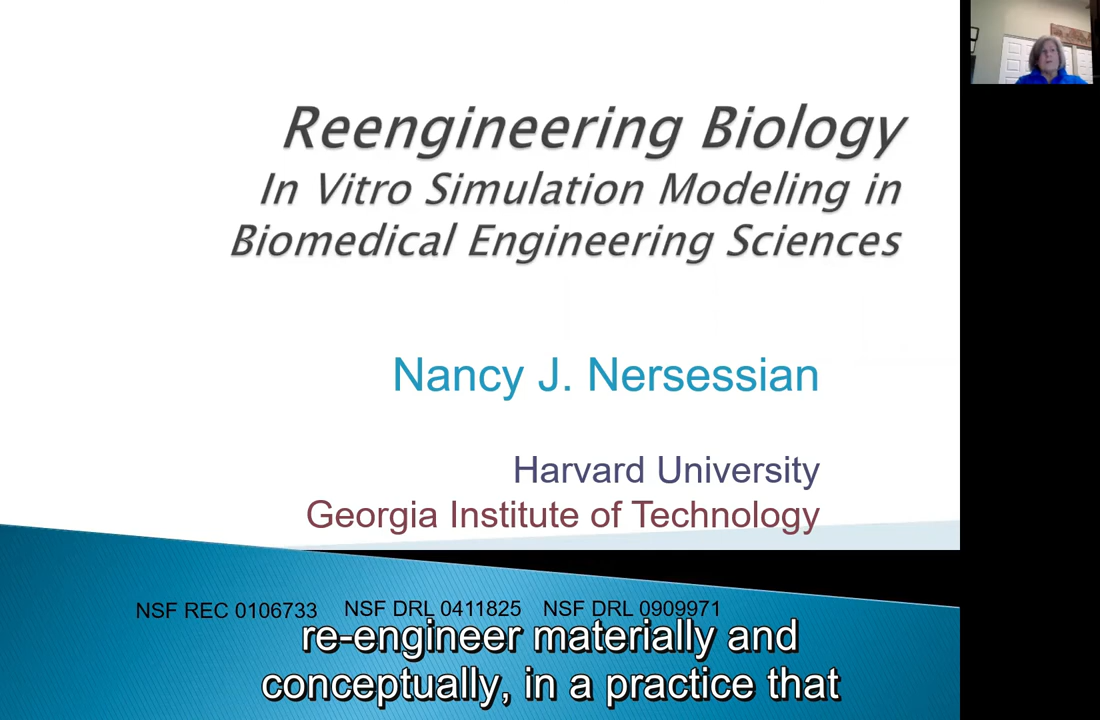 Reengineering Biology
In Vitro Simulation Modeling in
Biomedical Engineering Sciences
Nancy J. Nersessian
Harvard University
Georgia Institute of Technology
NSF REC 0106733 NSF DRL 0411825 NSF DRL 0909971
re-engineer materially and
conceptually, in a practice that